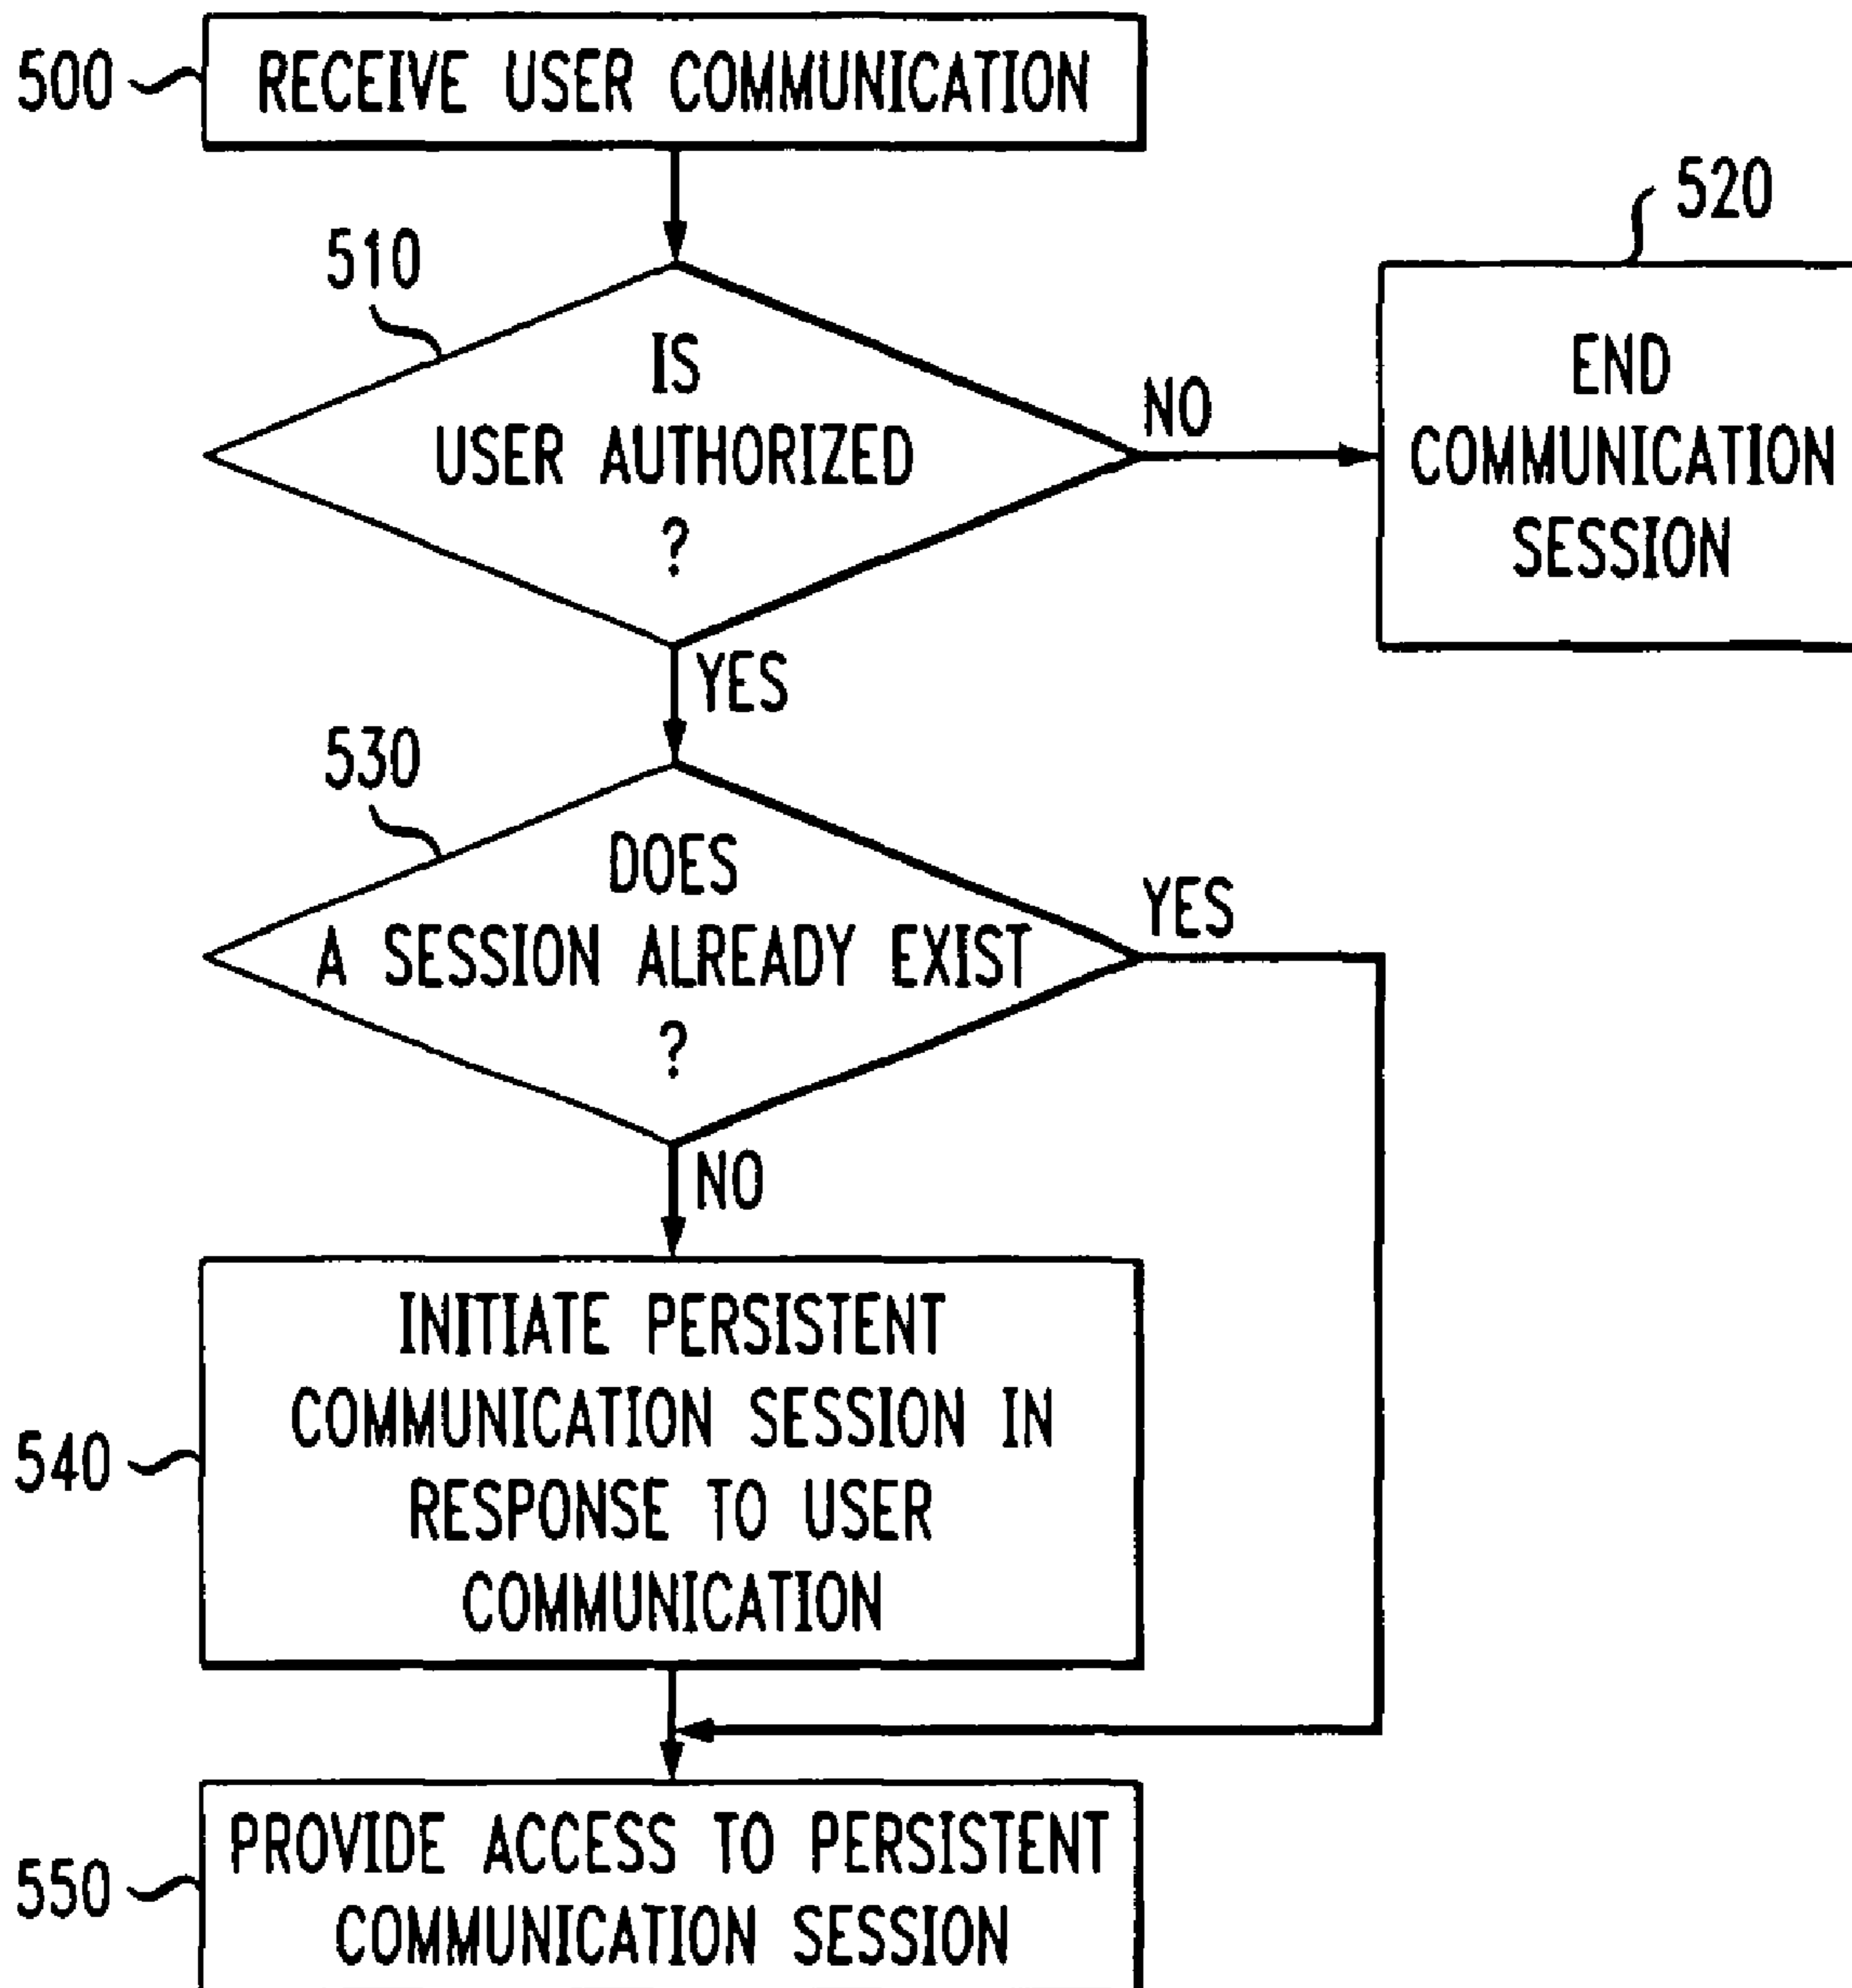 500
RECEIVE USER COMMUNICATION
510
IS
USER AUTHORIZED
?
NO
520
END
COMMUNICATION
SESSION
YES
530
DOES
A SESSION ALREADY EXIST
?
YES
NO
540
INITIATE PERSISTENT
COMMUNICATION SESSION IN
RESPONSE TO USER
COMMUNICATION
550
PROVIDE ACCESS TO PERSISTENT
COMMUNICATION SESSION